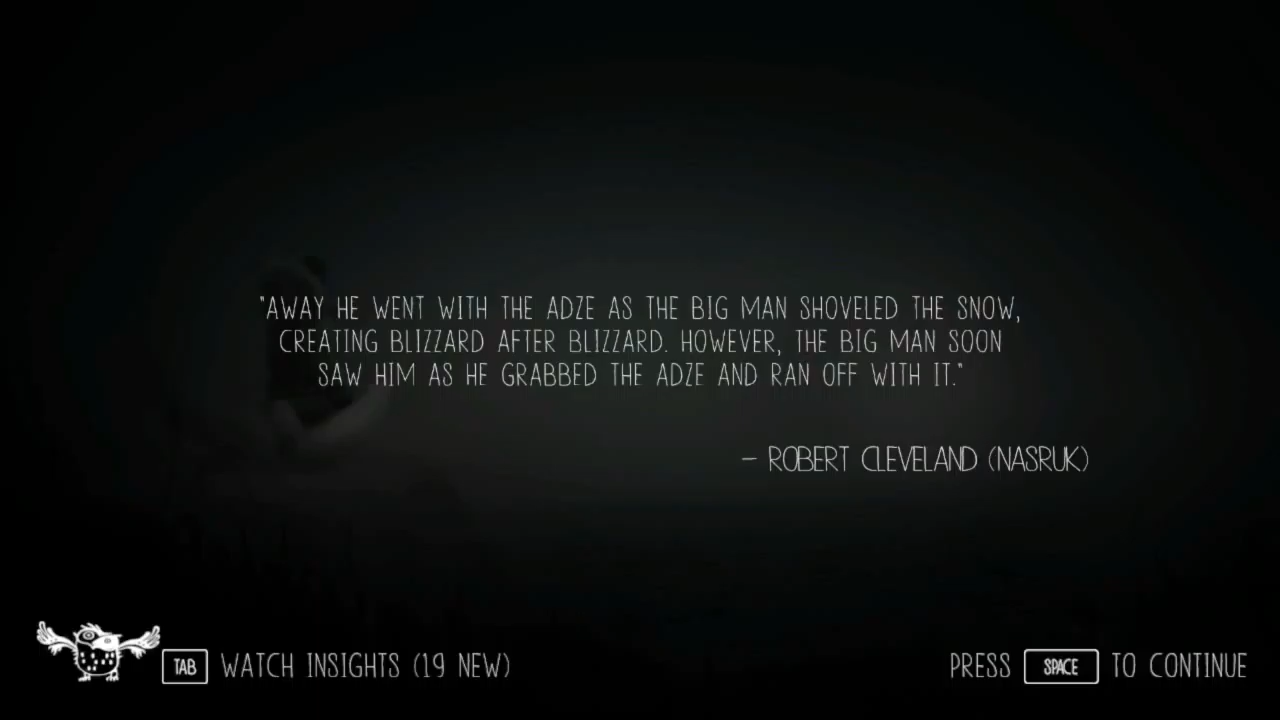 "AWAY HE WENT WITH THE ADZE AS THE BIG MAN SHOVELED THE SNOW,
CREATING BLIZZARD AFTER BLIZZARD. HOWEVER, THE BIG MAN SOON
SAW HIM AS HE GRABBED THE ADZE AND RAN OFF WITH IT."
– ROBERT CLEVELAND (NASRUK)
TAB WATCH INSIGHTS (19 NEW)
PRESS SPACE TO CONTINUE